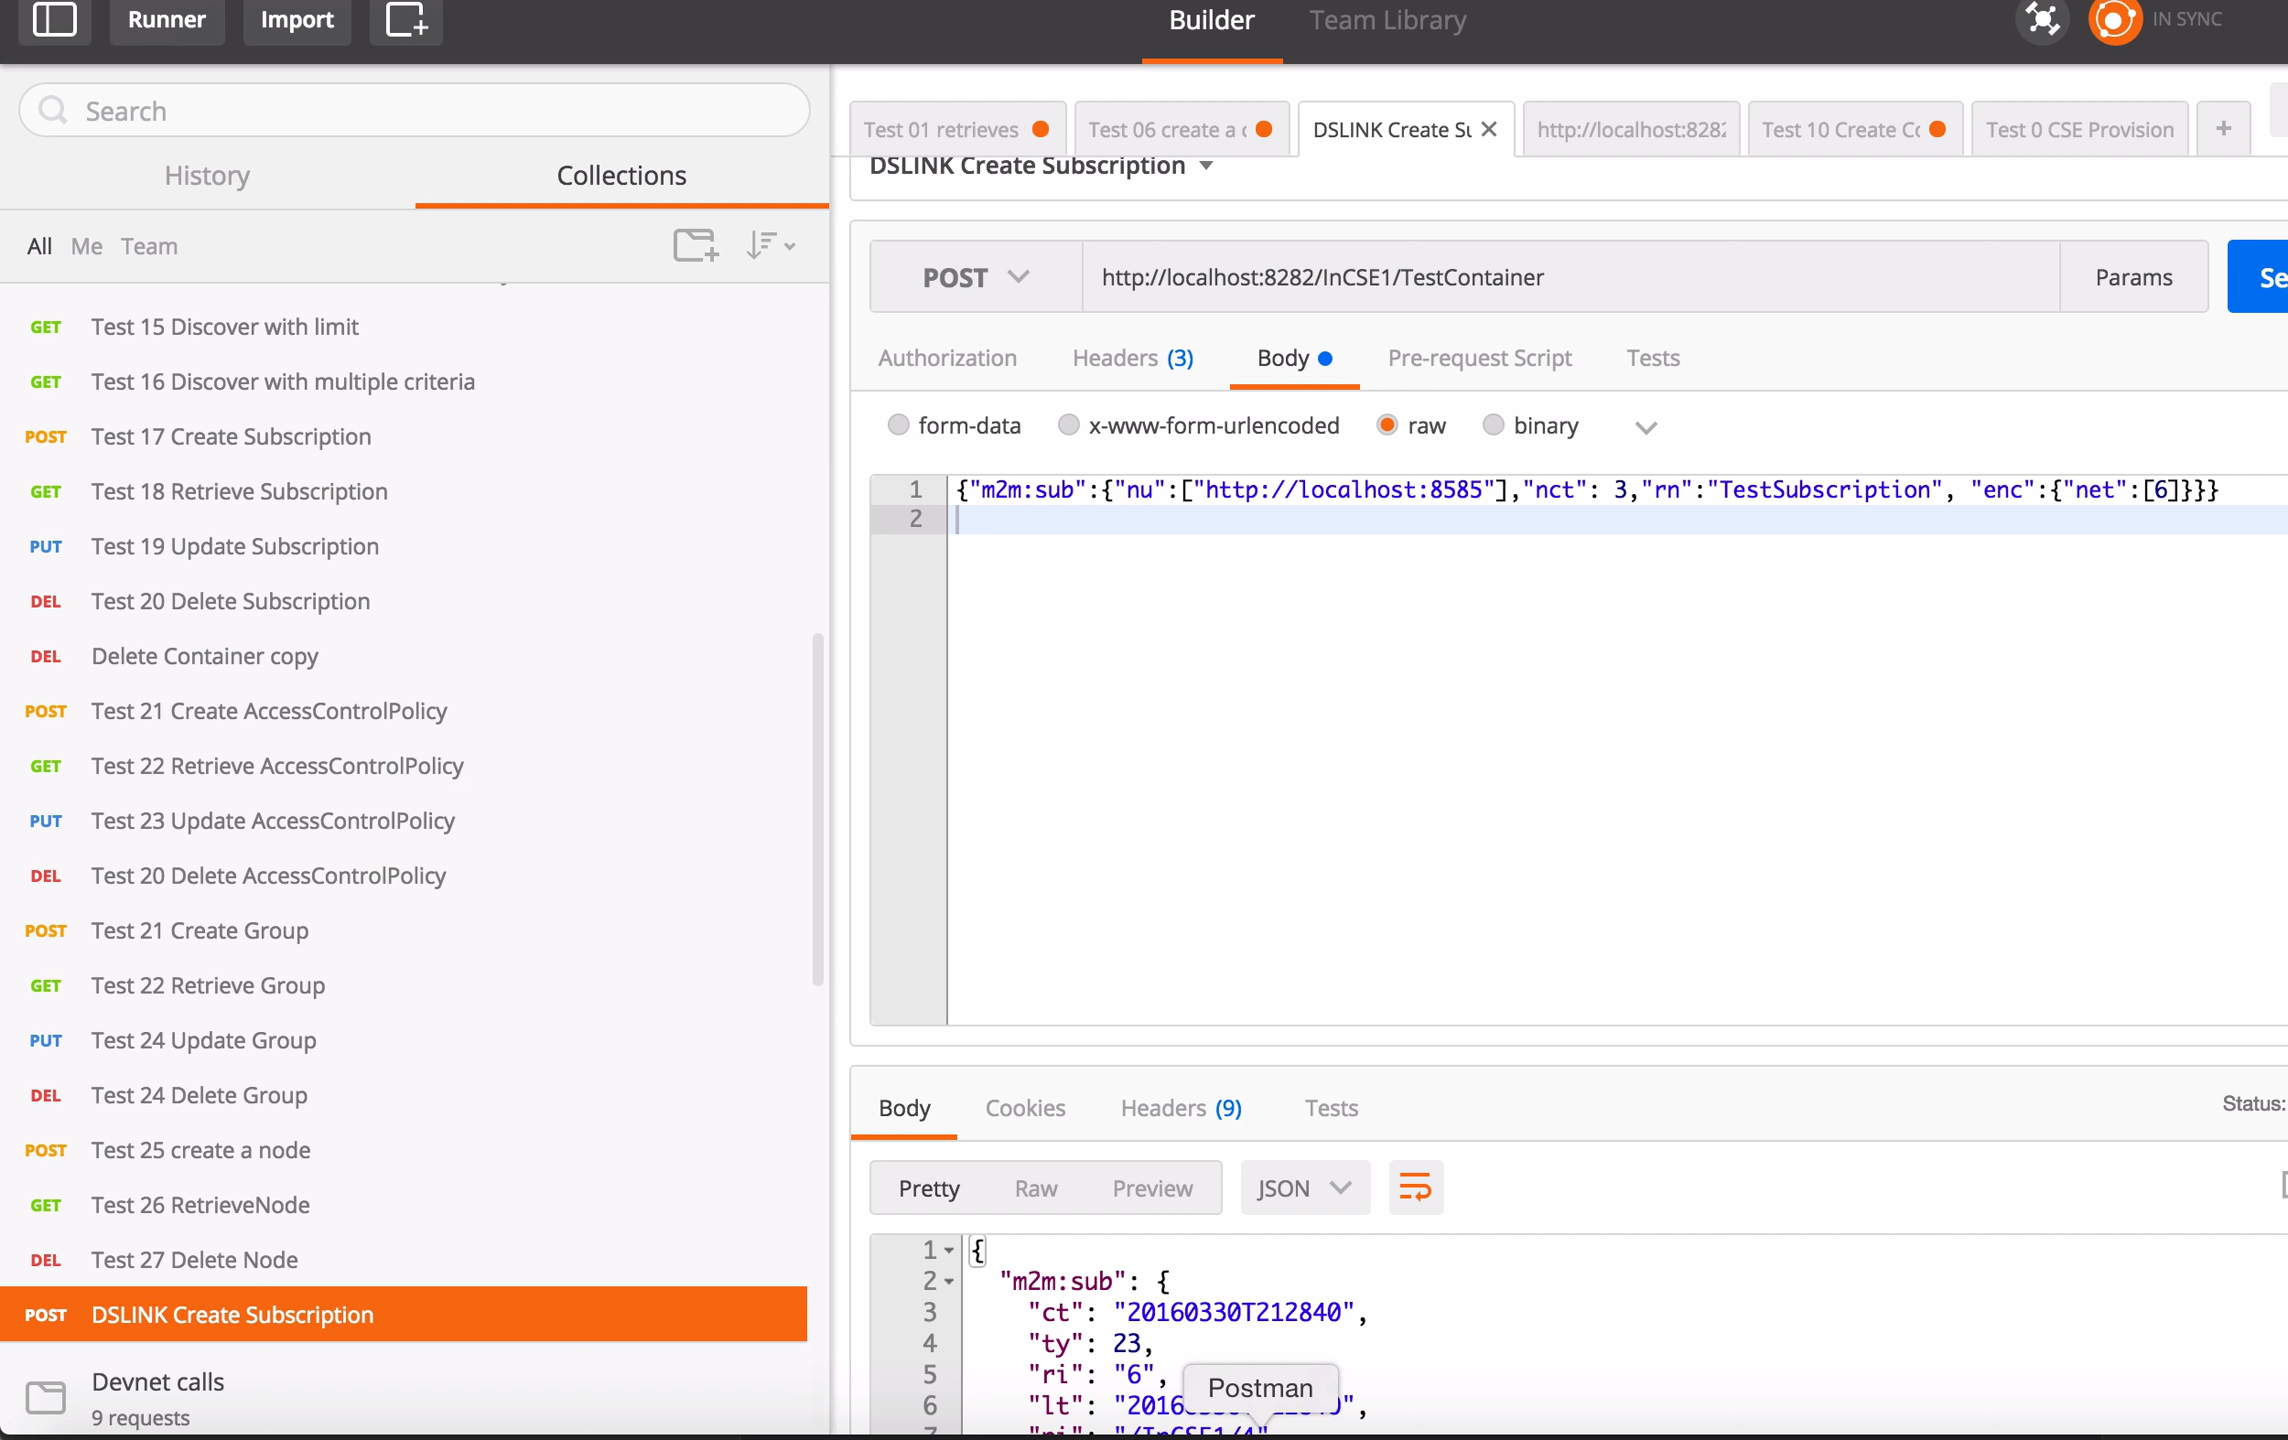 Runner Import Builder Team Library IN SYNC
Search
History Collections
All Me Team
GET Test 15 Discover with limit
GET Test 16 Discover with multiple criteria
POST Test 17 Create Subscription
GET Test 18 Retrieve Subscription
PUT Test 19 Update Subscription
DEL Test 20 Delete Subscription
DEL Delete Container copy
POST Test 21 Create AccessControlPolicy
GET Test 22 Retrieve AccessControlPolicy
PUT Test 23 Update AccessControlPolicy
DEL Test 20 Delete AccessControlPolicy
POST Test 21 Create Group
GET Test 22 Retrieve Group
PUT Test 24 Update Group
DEL Test 24 Delete Group
POST Test 25 create a node
GET Test 26 RetrieveNode
DEL Test 27 Delete Node
POST DSLINK Create Subscription
Devnet calls
9 requests
Test 01 retrieves Test 06 create a DSLINK Create Su http://localhost:8282 Test 10 Create Co Test 0 CSE Provision +
DSLINK Create Subscription
POST http://localhost:8282/InCSE1/TestContainer Params Se
Authorization Headers (3) Body Pre-request Script Tests
form-data x-www-form-urlencoded raw binary
1 {"m2m:sub":{"nu":["http://localhost:8585"],"nct": 3,"rn":"TestSubscription", "enc":{"net":[6]}}}
2
Body Cookies Headers (9) Tests Status:
Pretty Raw Preview JSON
1 {
2 "m2m:sub": {
3 "ct": "20160330T212840",
4 "ty": 23,
5 "ri": "6",
Postman
6 "lt": "2016
7 "pi": "/InCSE1/4"